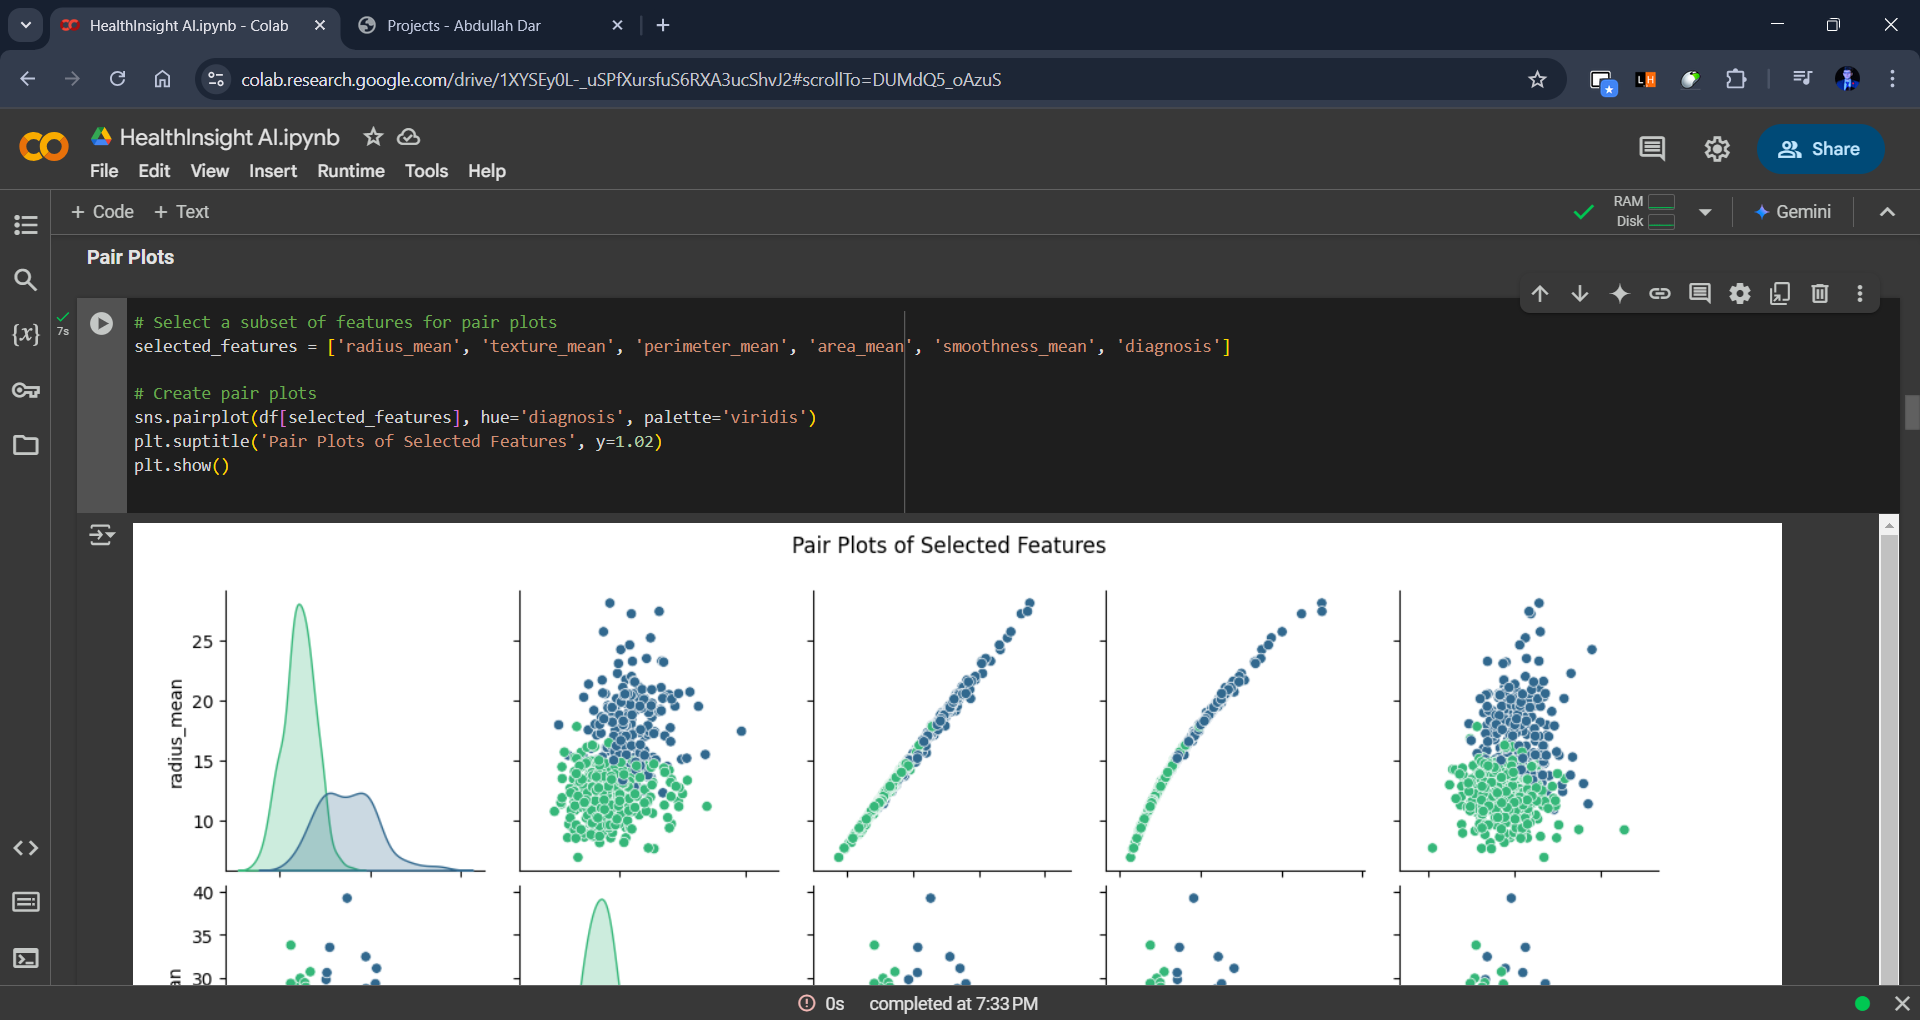 HealthInsight AI.ipynb - Colab
Projects - Abdullah Dar
colab.research.google.com/drive/1XYSEy0L-_uSPfXursfuS6RXA3ucShvJ2#scrollTo=DUMdQ5_oAzuS
LH
HealthInsight AI.ipynb
File Edit View Insert Runtime Tools Help
Share
+ Code + Text
RAM
Disk
Gemini
Pair Plots
7s
# Select a subset of features for pair plots
selected_features = ['radius_mean', 'texture_mean', 'perimeter_mean', 'area_mean', 'smoothness_mean', 'diagnosis']
# Create pair plots
sns.pairplot(df[selected_features], hue='diagnosis', palette='viridis')
plt.suptitle('Pair Plots of Selected Features', y=1.02)
plt.show()
Pair Plots of Selected Features
25
20
15
10
radius_mean
40
35
30
an
0s completed at 7:33 PM